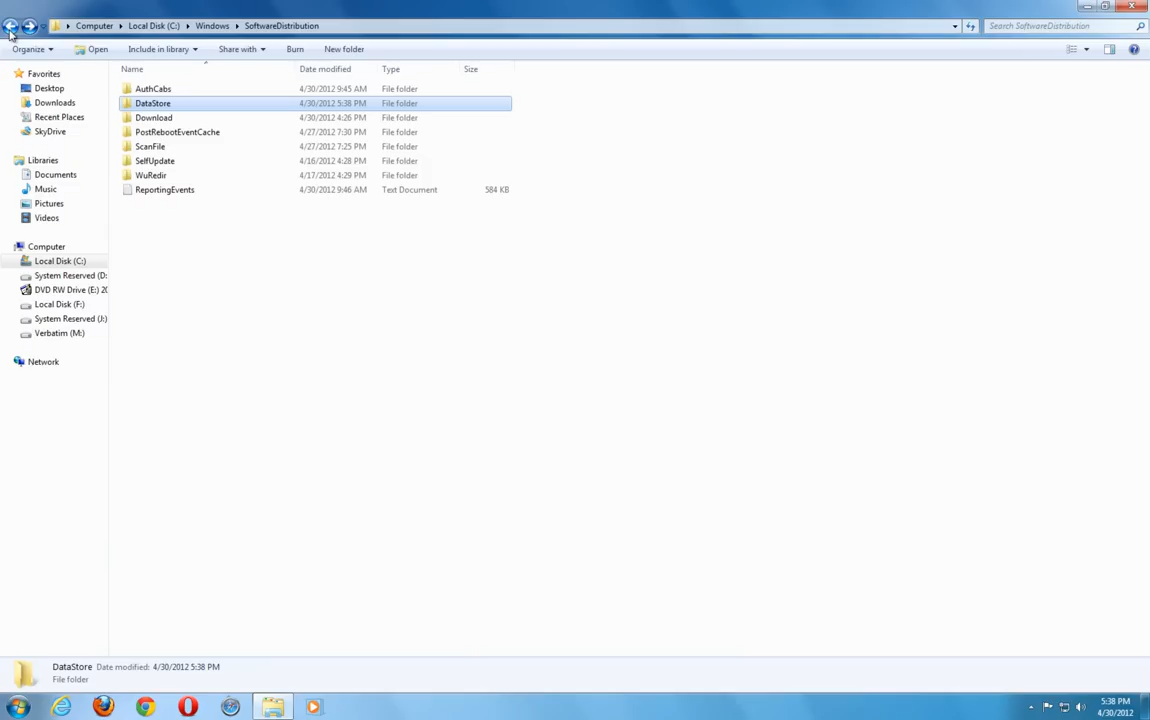 Computer Local Disk (C:) Windows SoftwareDistribution Search SoftwareDistribution
Organize Open Include in library Share with Burn New folder
Name Date modified Type Size
Favorites
Desktop
Downloads
Recent Places
SkyDrive
Libraries
Documents
Music
Pictures
Videos
Computer
Local Disk (C:)
System Reserved (D:
DVD RW Drive (E:) 20
Local Disk (F:)
System Reserved (J:)
Verbatim (M:)
Network
AuthCabs 4/30/2012 9:45 AM File folder
DataStore 4/30/2012 5:38 PM File folder
Download 4/30/2012 4:26 PM File folder
PostRebootEventCache 4/27/2012 7:30 PM File folder
ScanFile 4/27/2012 7:25 PM File folder
SelfUpdate 4/16/2012 4:28 PM File folder
WuRedir 4/17/2012 4:29 PM File folder
ReportingEvents 4/30/2012 9:46 AM Text Document 584 KB
DataStore Date modified: 4/30/2012 5:38 PM
File folder
5:38 PM
4/30/2012